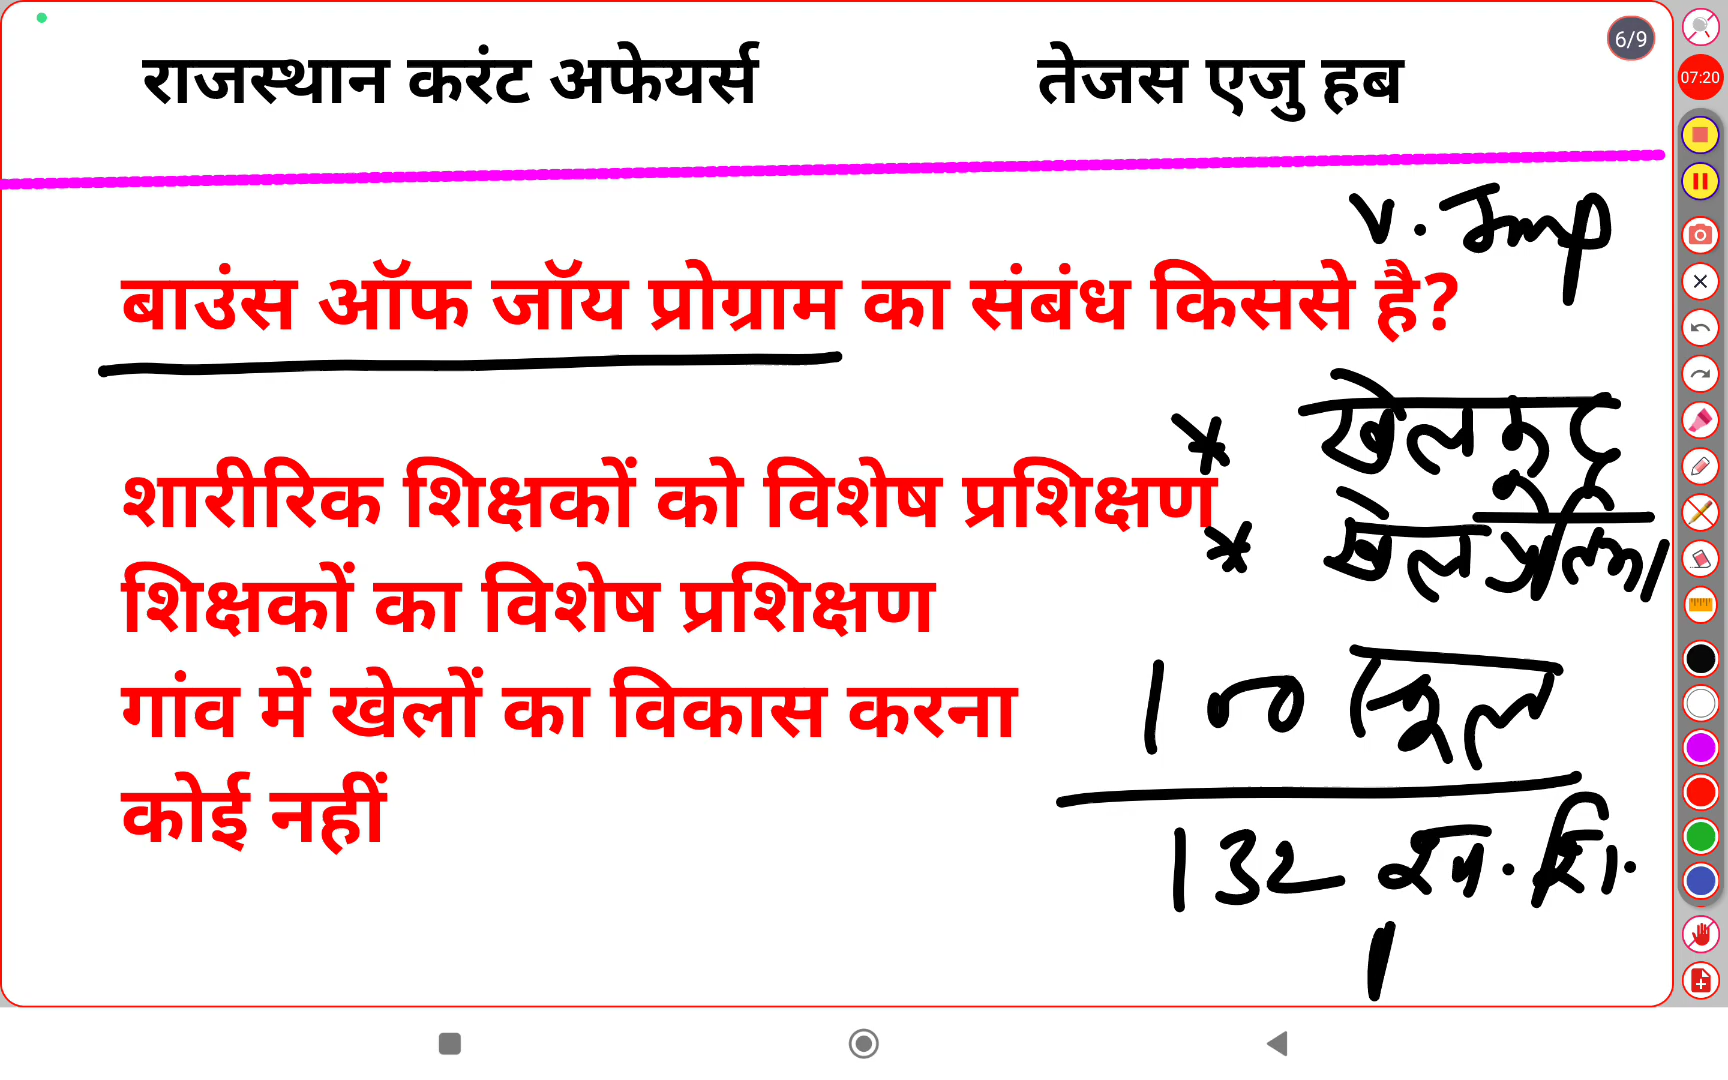 राजस्थान करंट अफेयर्स तेजस एजु हब
6/9
07:20
v. Imp
बाउंस ऑफ जॉय प्रोग्राम का संबंध किससे है?
* खेलकूद
शारीरिक शिक्षकों को विशेष प्रशिक्षण
* खेल प्रतिभा
शिक्षकों का विशेष प्रशिक्षण
गांव में खेलों का विकास करना
100 स्कूल
कोई नहीं
132 शा. शि.